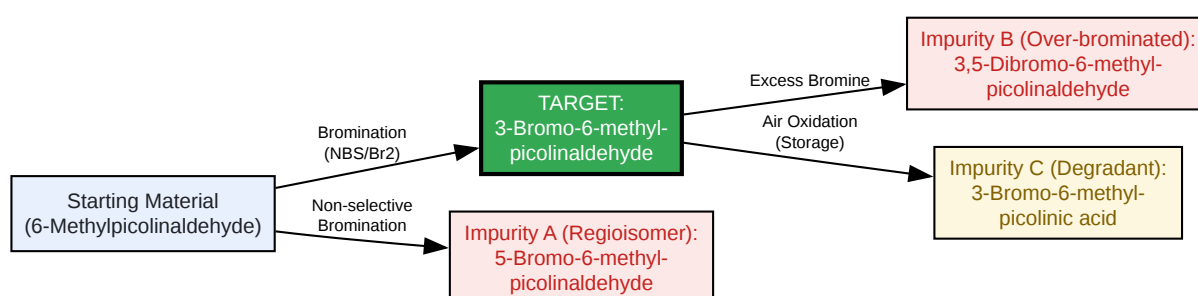 Starting Material
(6-Methylpicolinaldehyde)
Bromination
(NBS/Br2)
Non-selective
Bromination
TARGET:
3-Bromo-6-methyl-
picolinaldehyde
Impurity A (Regioisomer):
5-Bromo-6-methyl-
picolinaldehyde
Excess Bromine
Air Oxidation
(Storage)
Impurity B (Over-brominated):
3,5-Dibromo-6-methyl-
picolinaldehyde
Impurity C (Degradant):
3-Bromo-6-methyl-
picolinic acid